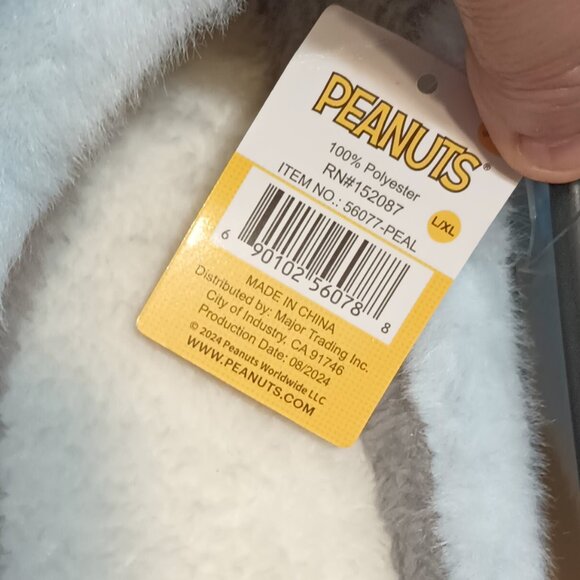 PEANUTS®
100% Polyester
RN#152087
ITEM NO.: 56077-PEAL
L/XL
6 90102 56078 8
MADE IN CHINA
Distributed by: Major Trading Inc.
City of Industry, CA 91746
Production Date: 08/2024
© 2024 Peanuts Worldwide LLC
WWW.PEANUTS.COM